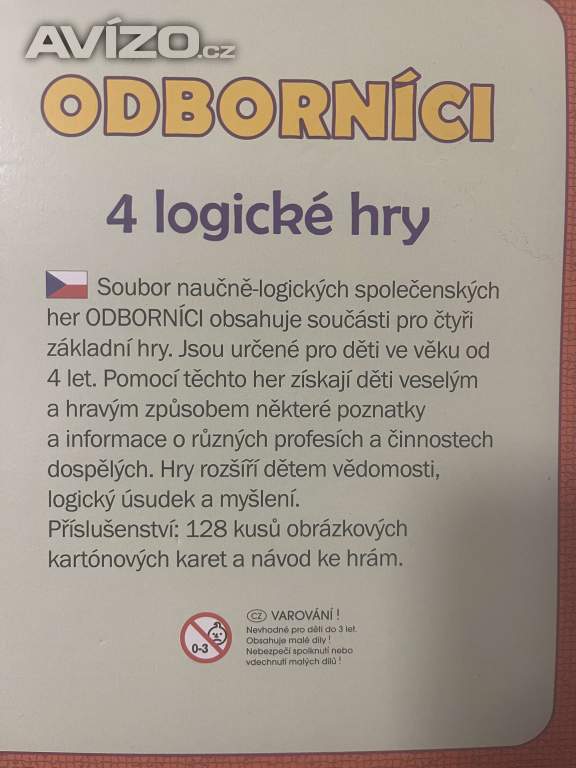 AVÍZO.cz
ODBORNÍCI
4 logické hry
Soubor naučně-logických společenských
her ODBORNÍCI obsahuje součásti pro čtyři
základní hry. Jsou určené pro děti ve věku od
4 let. Pomocí těchto her získají děti veselým
a hravým způsobem některé poznatky
a informace o různých profesích a činnostech
dospělých. Hry rozšíří dětem vědomosti,
logický úsudek a myšlení.
Příslušenství: 128 kusů obrázkových
kartónových karet a návod ke hrám.
CZ VAROVÁNÍ !
Nevhodné pro děti do 3 let.
Obsahuje malé díly !
Nebezpečí spolknutí nebo
vdechnutí malých dílů !
0-3